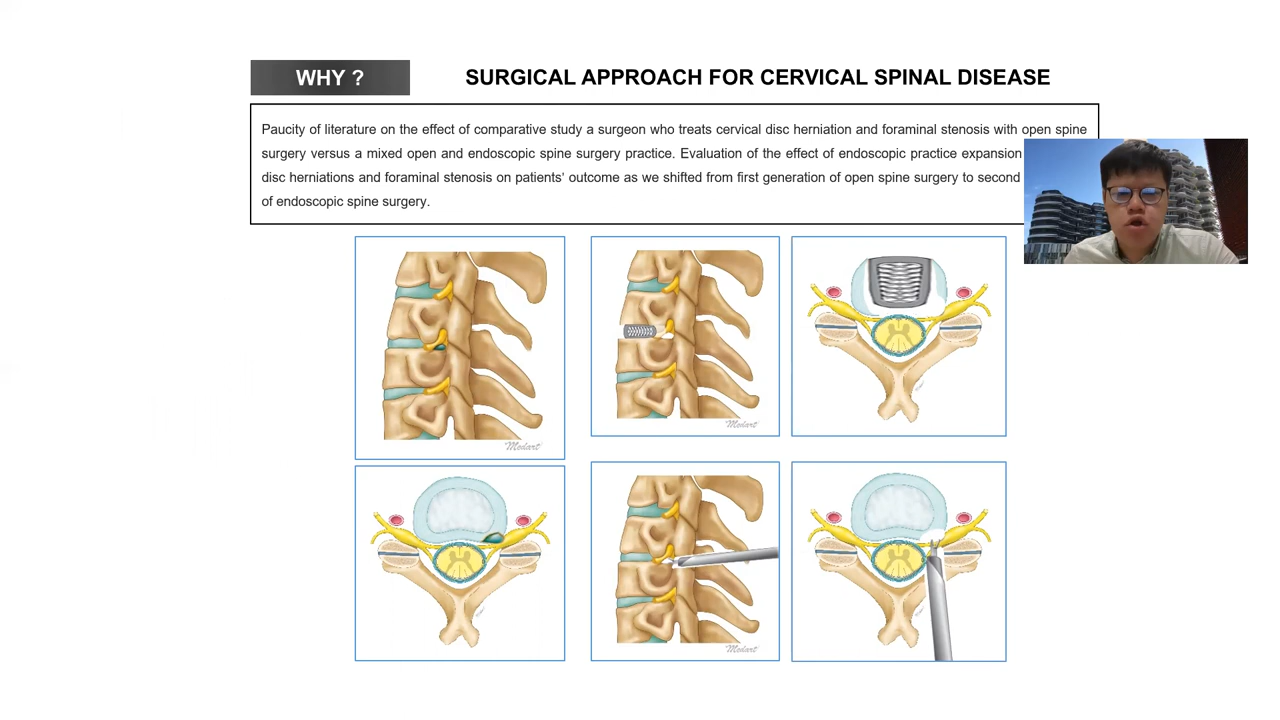 WHY ?
SURGICAL APPROACH FOR CERVICAL SPINAL DISEASE
Paucity of literature on the effect of comparative study a surgeon who treats cervical disc herniation and foraminal stenosis with open spine
surgery versus a mixed open and endoscopic spine surgery practice. Evaluation of the effect of endoscopic practice expansion
disc herniations and foraminal stenosis on patients' outcome as we shifted from first generation of open spine surgery to second
of endoscopic spine surgery.
Medart
Medart
Medart